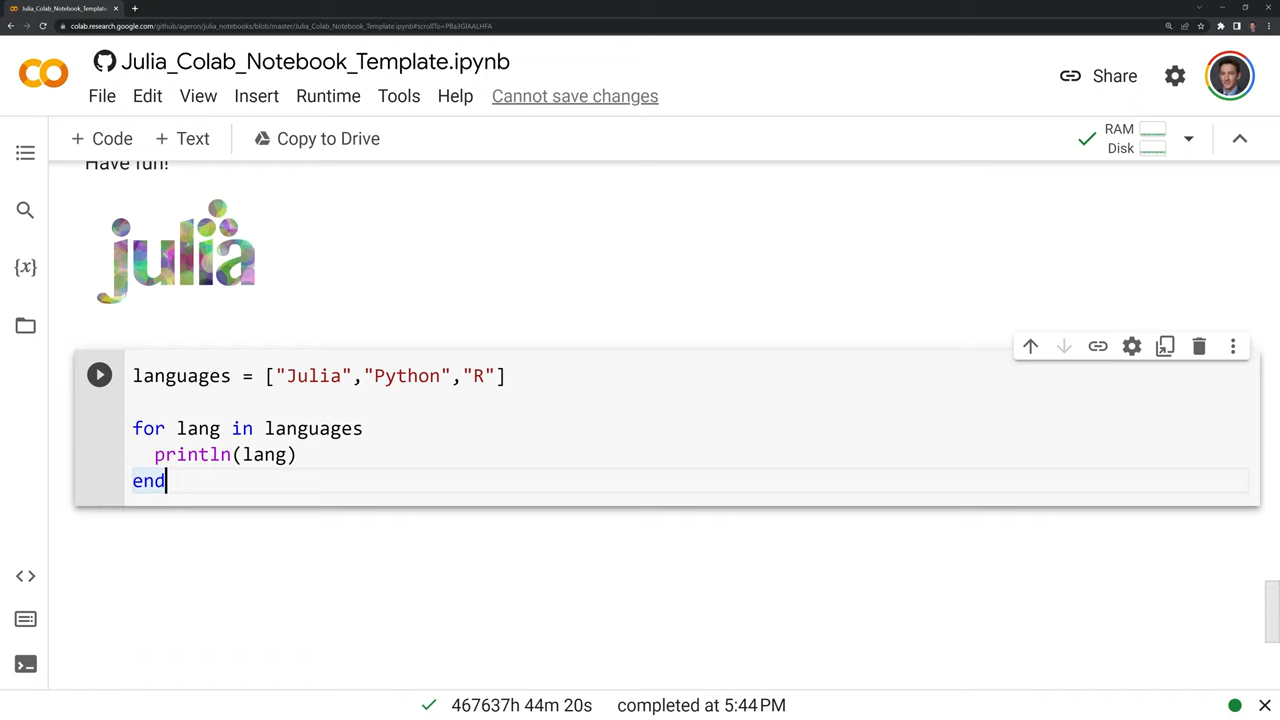 Julia_Colab_Notebook_Template
colab.research.google.com/github/ageron/julia_notebooks/blob/master/Julia_Colab_Notebook_Template.ipynb#scrollTo=PBa3GlAALHFA
Julia_Colab_Notebook_Template.ipynb
Share
File Edit View Insert Runtime Tools Help Cannot save changes
+ Code + Text Copy to Drive
RAM
Disk
Have fun!
julia
{x}
languages = ["Julia","Python","R"]
for lang in languages
println(lang)
end
467637h 44m 20s completed at 5:44 PM